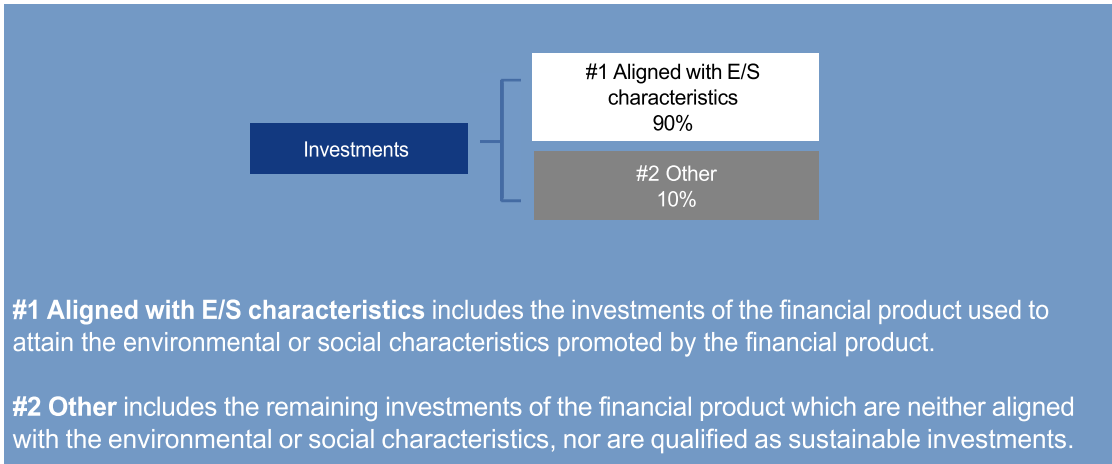 #1 Aligned with E/S
characteristics
90%
Investments
#2 Other
10%
#1 Aligned with E/S characteristics includes the investments of the financial product used to
attain the environmental or social characteristics promoted by the financial product.
#2 Other includes the remaining investments of the financial product which are neither aligned
with the environmental or social characteristics, nor are qualified as sustainable investments.